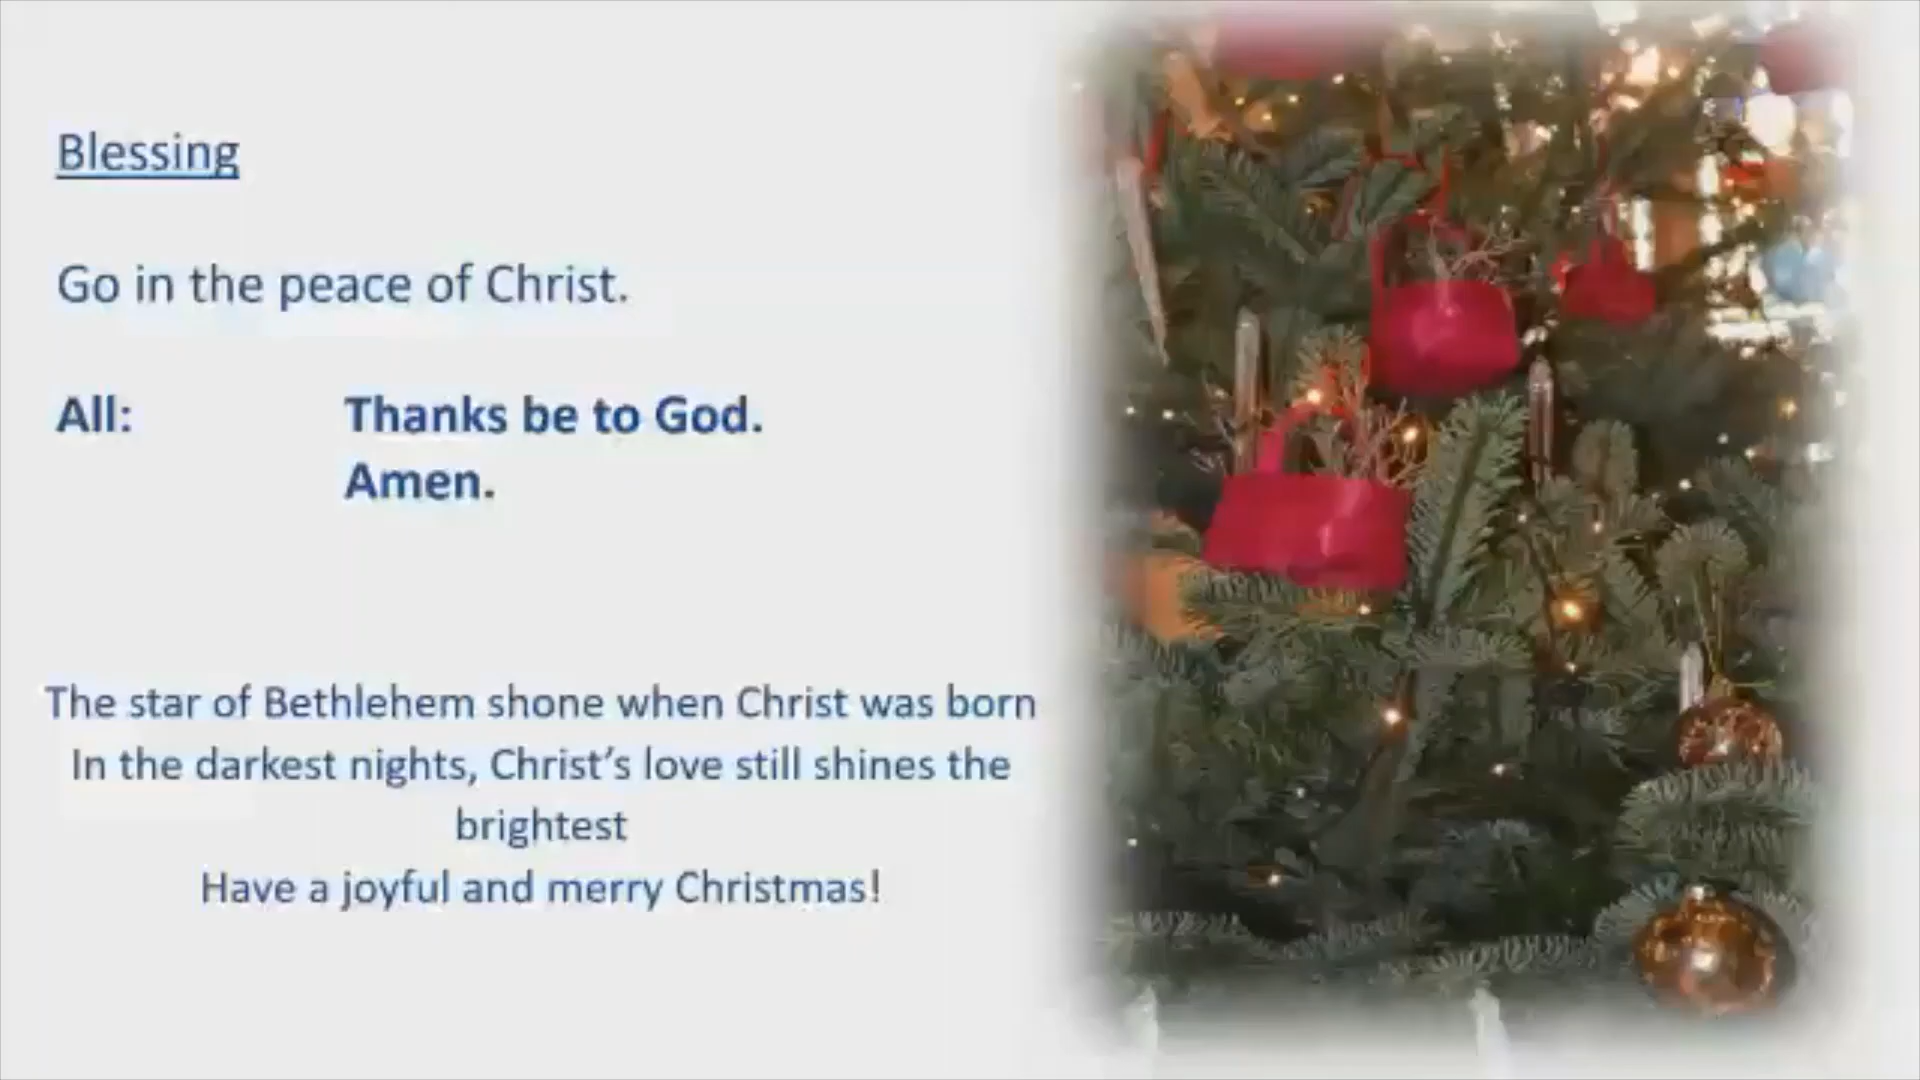 Blessing
Go in the peace of Christ.
All: Thanks be to God.
Amen.
The star of Bethlehem shone when Christ was born
In the darkest nights, Christ’s love still shines the
brightest
Have a joyful and merry Christmas!